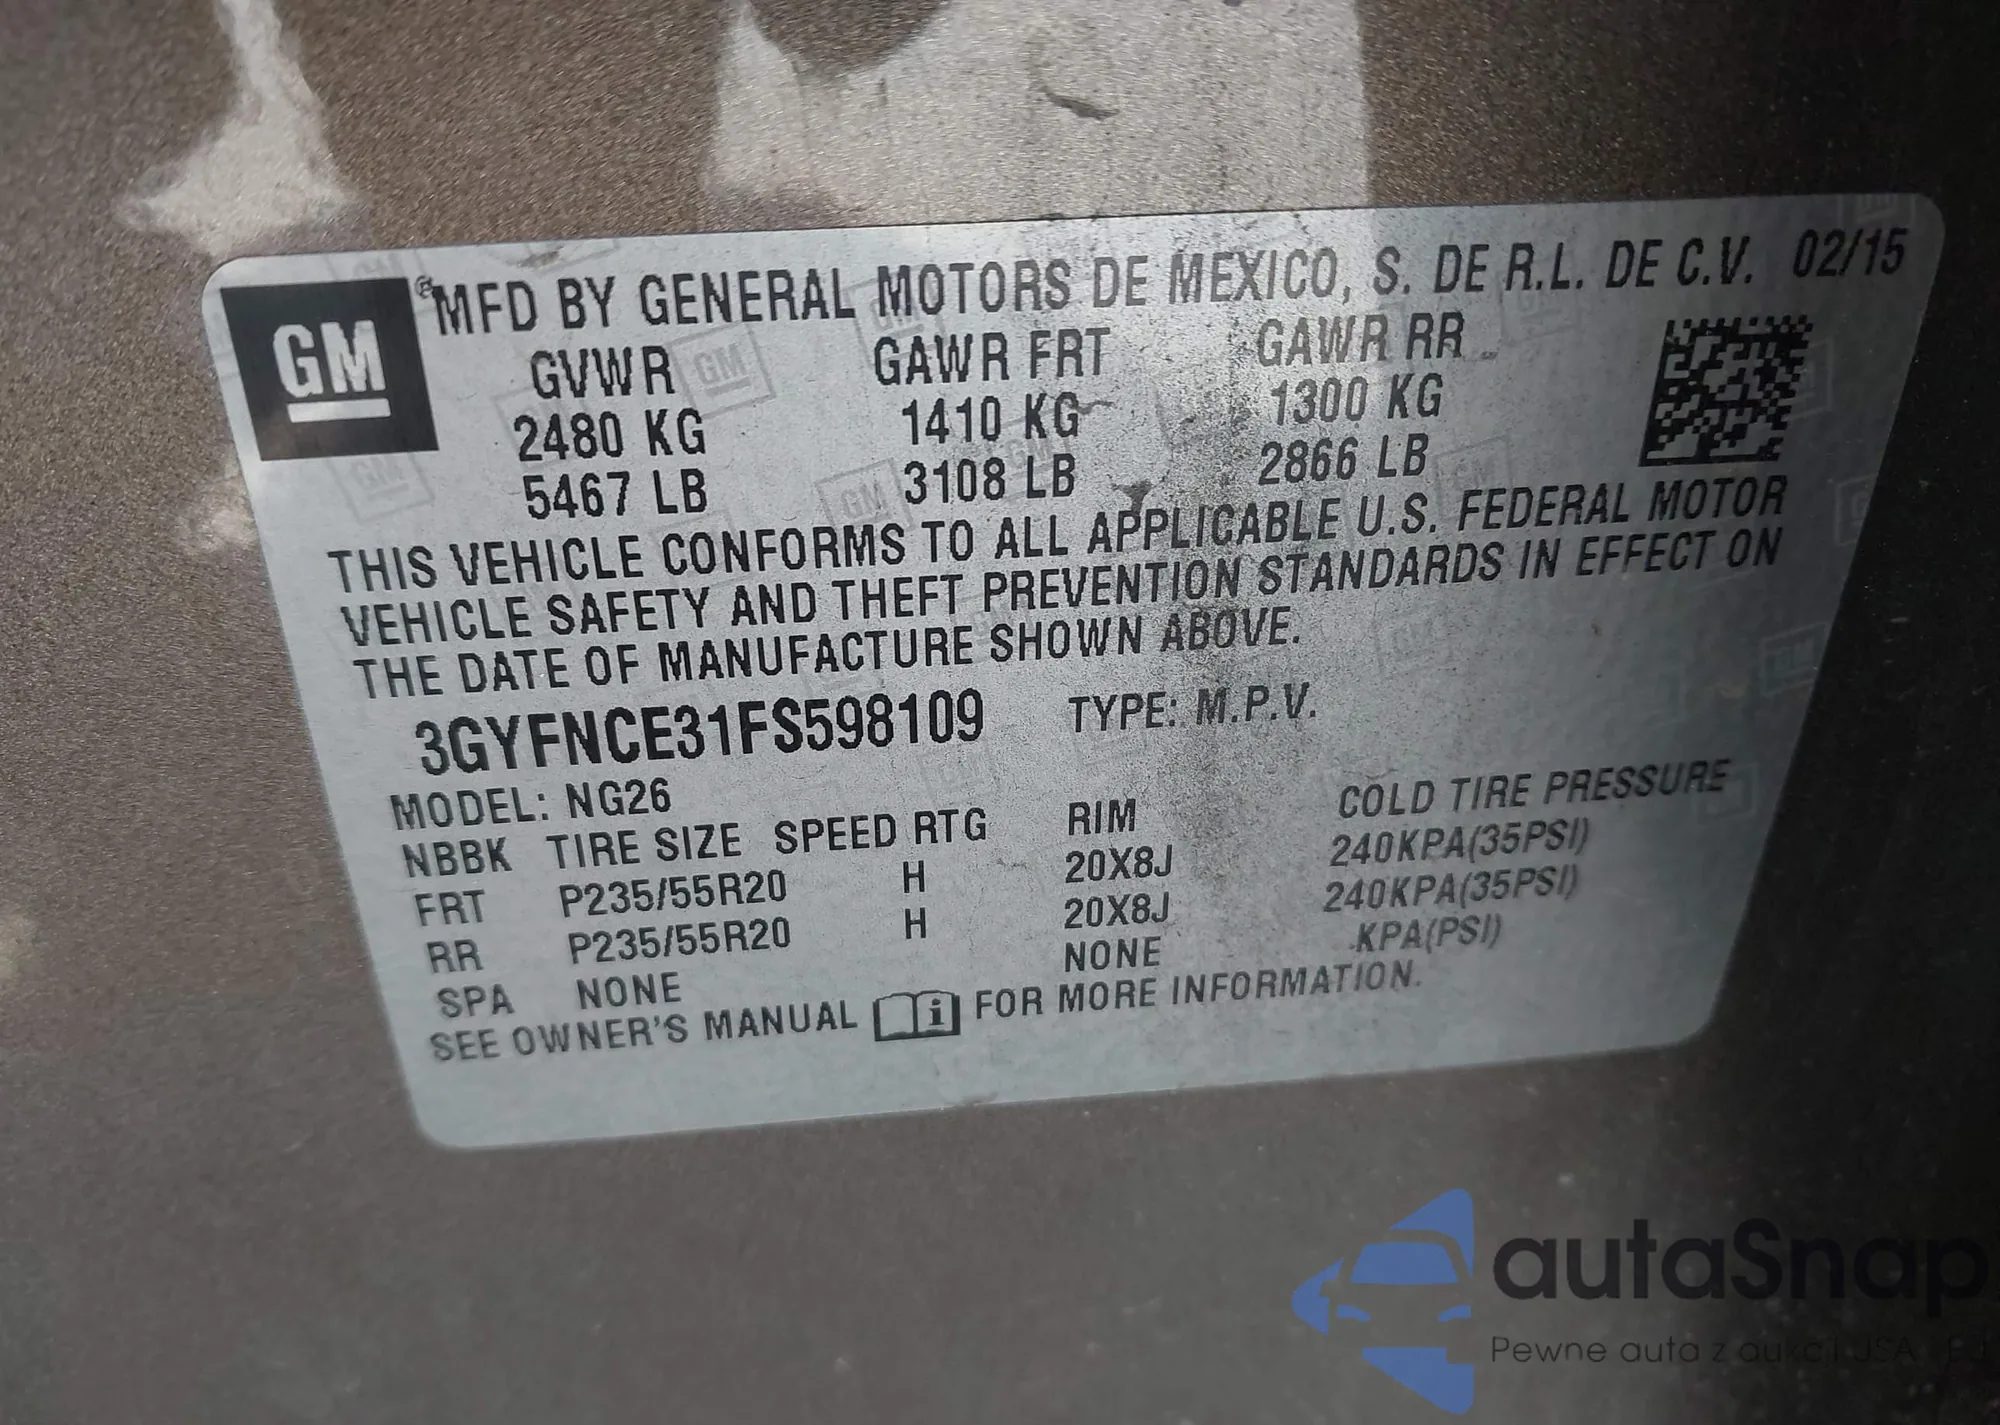 GM ® MFD BY GENERAL MOTORS DE MEXICO, S. DE R.L. DE C.V. 02/15
GVWR GAWR FRT GAWR RR
2480 KG 1410 KG 1300 KG
5467 LB 3108 LB 2866 LB
THIS VEHICLE CONFORMS TO ALL APPLICABLE U.S. FEDERAL MOTOR
VEHICLE SAFETY AND THEFT PREVENTION STANDARDS IN EFFECT ON
THE DATE OF MANUFACTURE SHOWN ABOVE.
3GYFNCE31FS598109 TYPE: M.P.V.
MODEL: NG26
NBBK TIRE SIZE SPEED RTG RIM COLD TIRE PRESSURE
FRT P235/55R20 H 20X8J 240KPA(35PSI)
RR P235/55R20 H 20X8J 240KPA(35PSI)
SPA NONE NONE KPA(PSI)
SEE OWNER'S MANUAL i FOR MORE INFORMATION.
autaSnap
Pewne auta z aukcji USA